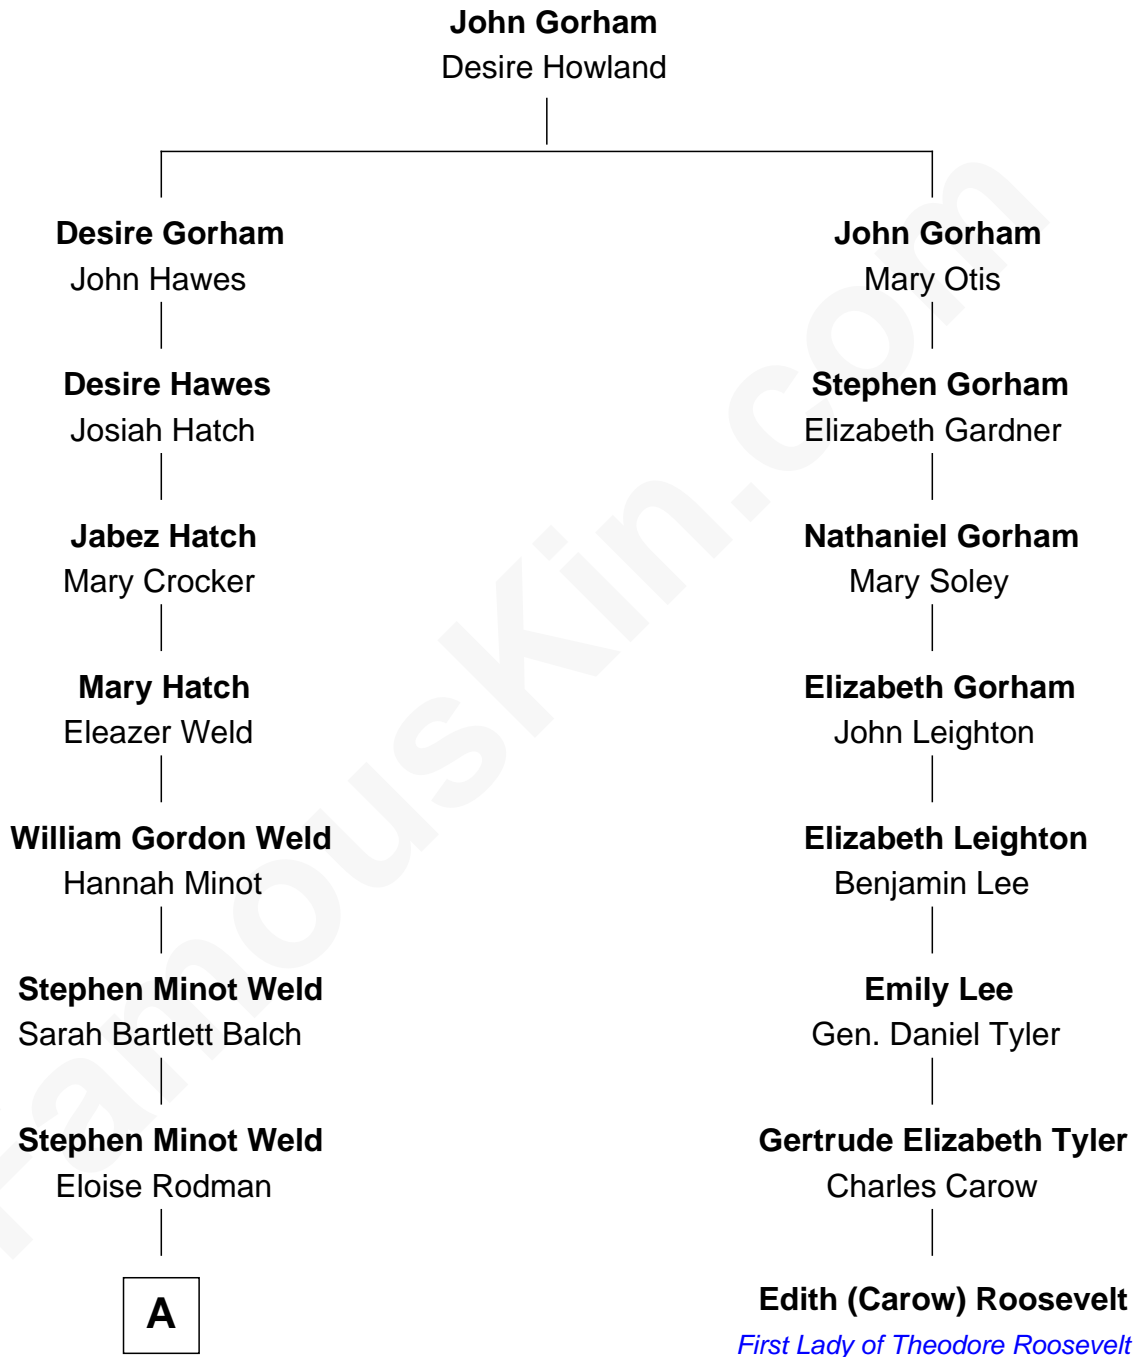 John Gorham
Desire Howland
Desire Gorham
John Hawes
John Gorham
Mary Otis
Desire Hawes
Josiah Hatch
Stephen Gorham
Elizabeth Gardner
Jabez Hatch
Mary Crocker
Nathaniel Gorham
Mary Soley
Mary Hatch
Eleazer Weld
Elizabeth Gorham
John Leighton
William Gordon Weld
Hannah Minot
Elizabeth Leighton
Benjamin Lee
Stephen Minot Weld
Sarah Bartlett Balch
Emily Lee
Gen. Daniel Tyler
Stephen Minot Weld
Eloise Rodman
Gertrude Elizabeth Tyler
Charles Carow
A
Edith (Carow) Roosevelt
First Lady of Theodore Roosevelt
FamousKin.com